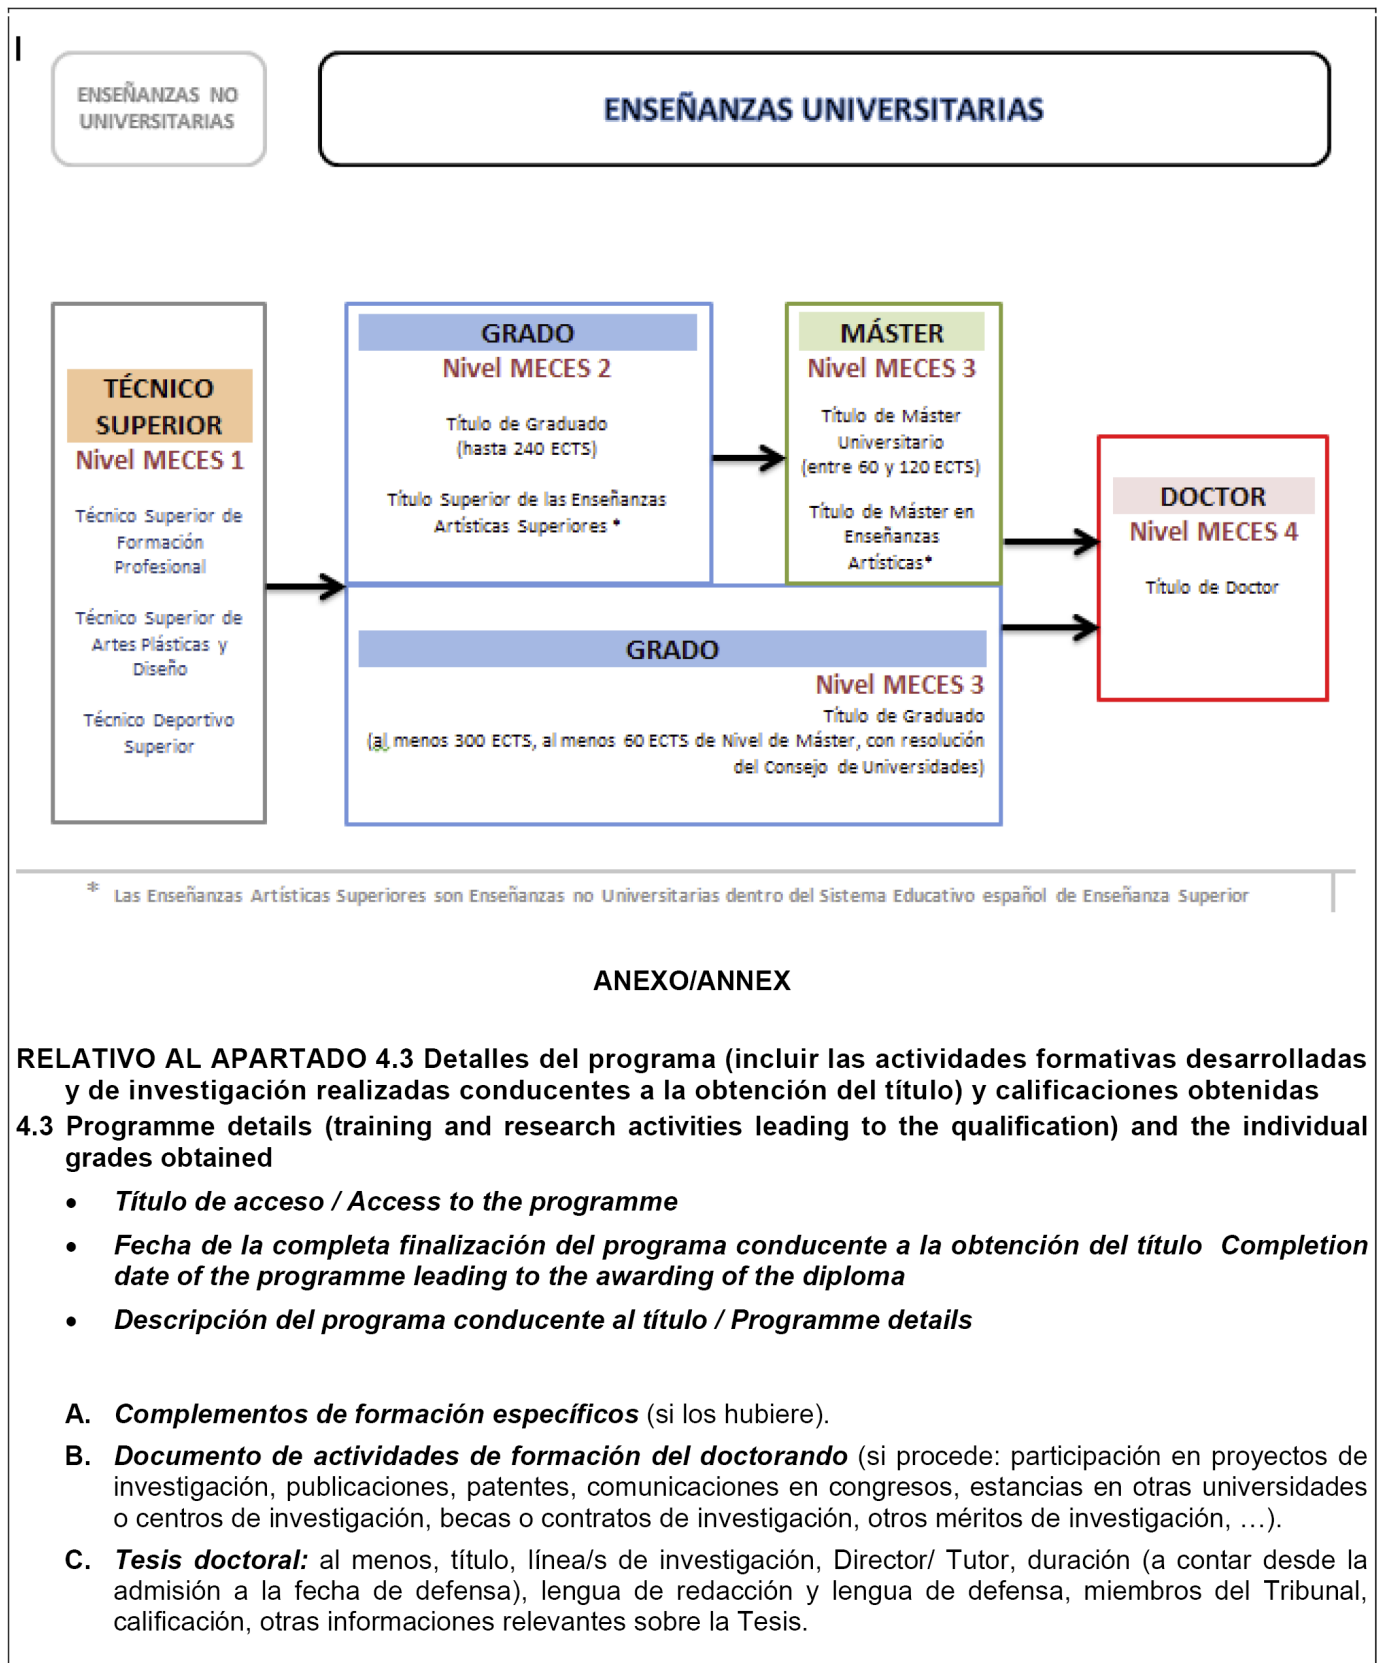 ENSEÑANZAS NO
UNIVERSITARIAS
ENSEÑANZAS UNIVERSITARIAS
TÉCNICO
SUPERIOR
Nivel MECES 1
Técnico Superior de
Formación
Profesional
Técnico Superior de
Artes Plásticas y
Diseño
Técnico Deportivo
Superior
GRADO
Nivel MECES 2
Título de Graduado
(hasta 240 ECTS)
Título Superior de las Enseñanzas
Artísticas Superiores *
MÁSTER
Nivel MECES 3
Título de Máster
Universitario
(entre 60 y 120 ECTS)
Título de Máster en
Enseñanzas
Artísticas*
GRADO
Nivel MECES 3
Título de Graduado
(al menos 300 ECTS, al menos 60 ECTS de Nivel de Máster, con resolución
del Consejo de Universidades)
DOCTOR
Nivel MECES 4
Título de Doctor
* Las Enseñanzas Artísticas Superiores son Enseñanzas no Universitarias dentro del Sistema Educativo español de Enseñanza Superior
ANEXO/ANNEX
RELATIVO AL APARTADO 4.3 Detalles del programa (incluir las actividades formativas desarrolladas
y de investigación realizadas conducentes a la obtención del título) y calificaciones obtenidas
4.3 Programme details (training and research activities leading to the qualification) and the individual
grades obtained
• Título de acceso / Access to the programme
• Fecha de la completa finalización del programa conducente a la obtención del título Completion
date of the programme leading to the awarding of the diploma
• Descripción del programa conducente al título / Programme details
A. Complementos de formación específicos (si los hubiere).
B. Documento de actividades de formación del doctorando (si procede: participación en proyectos de
investigación, publicaciones, patentes, comunicaciones en congresos, estancias en otras universidades
o centros de investigación, becas o contratos de investigación, otros méritos de investigación, …).
C. Tesis doctoral: al menos, título, línea/s de investigación, Director/ Tutor, duración (a contar desde la
admisión a la fecha de defensa), lengua de redacción y lengua de defensa, miembros del Tribunal,
calificación, otras informaciones relevantes sobre la Tesis.